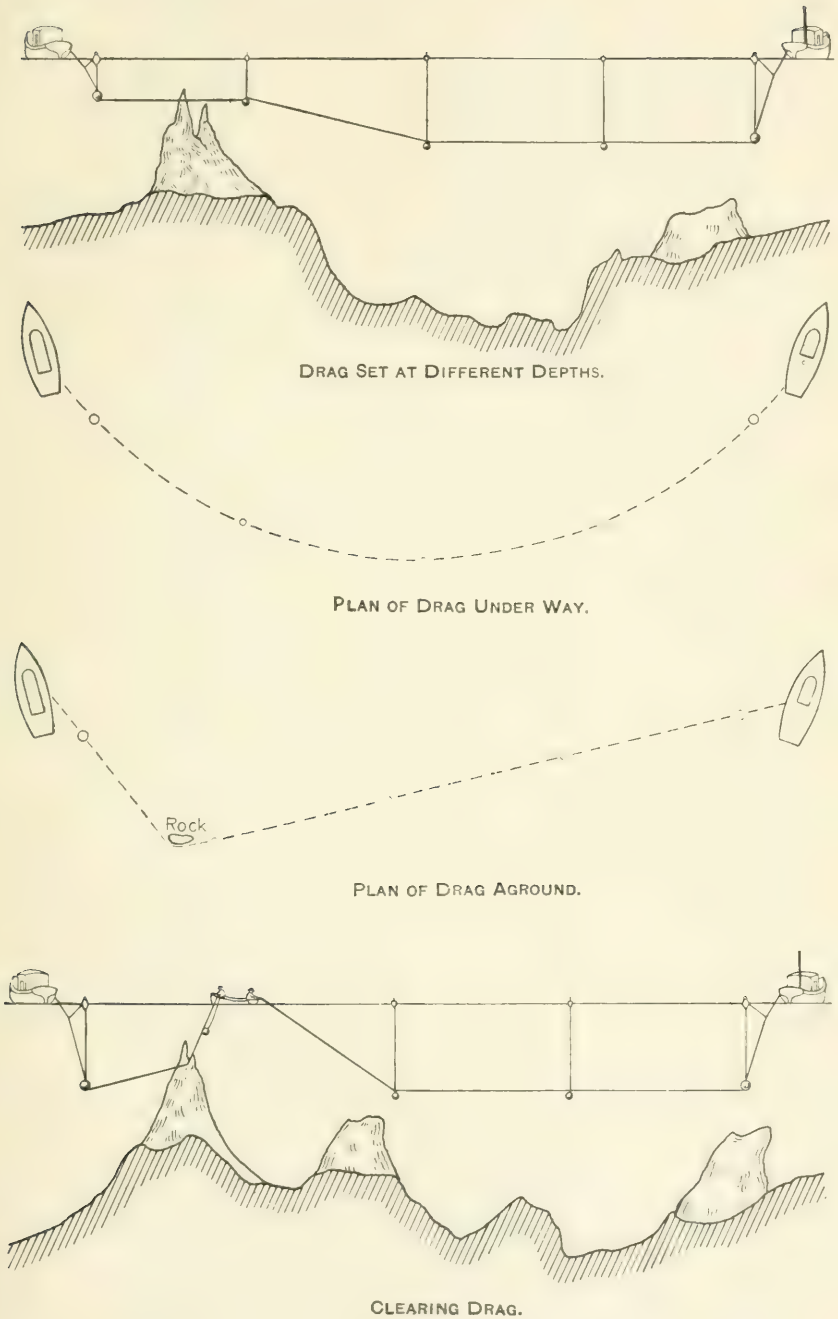 DRAG SET AT DIFFERENT DEPTHS.
PLAN OF DRAG UNDER WAY.
Rock
PLAN OF DRAG AGROUND.
CLEARING DRAG.